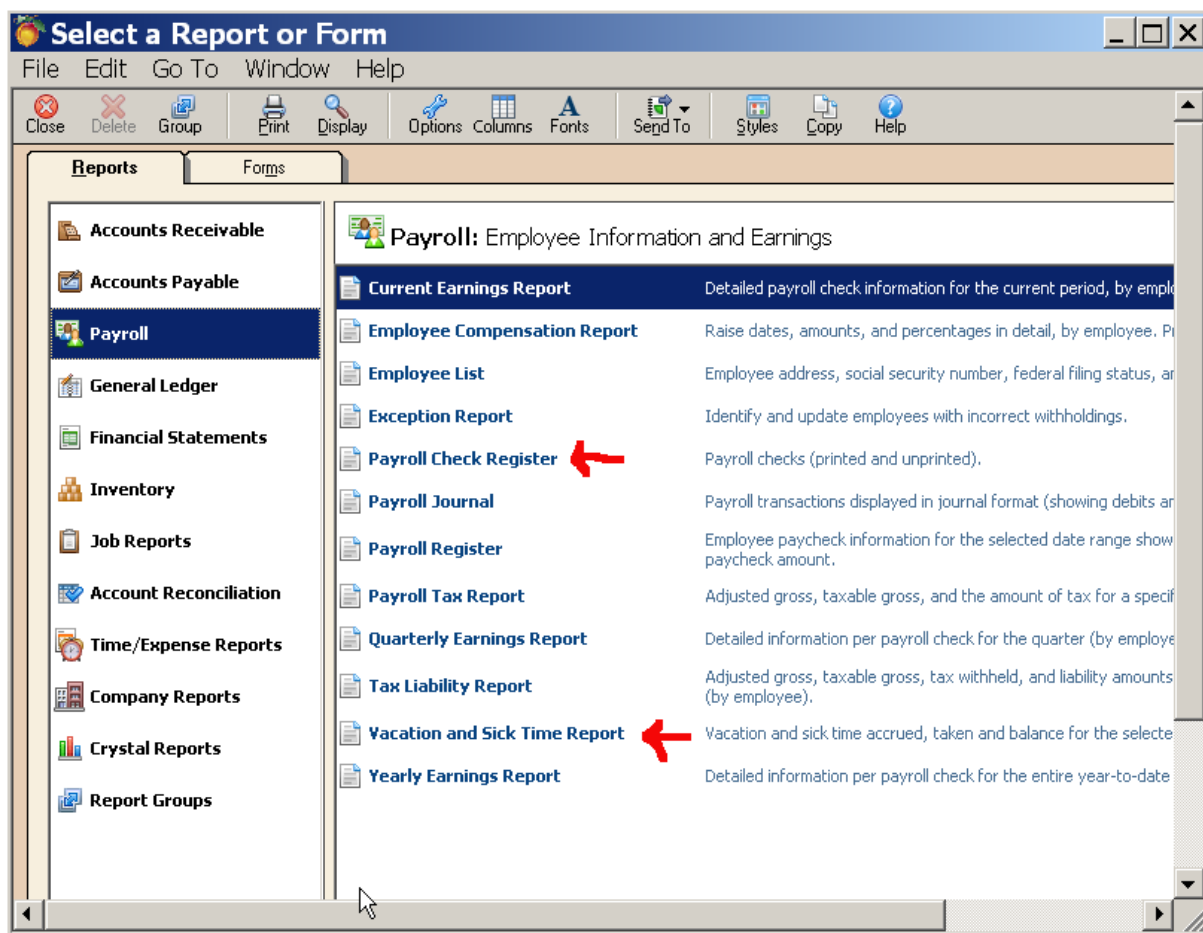 Select a Report or Form
File Edit Go To Window Help
Close Delete Group Print Display Options Columns Fonts Send To Styles Copy Help
Reports Forms
Accounts Receivable
Accounts Payable
Payroll
General Ledger
Financial Statements
Inventory
Job Reports
Account Reconciliation
Time/Expense Reports
Company Reports
Crystal Reports
Report Groups
Payroll: Employee Information and Earnings
Current Earnings Report Detailed payroll check information for the current period, by emplo
Employee Compensation Report Raise dates, amounts, and percentages in detail, by employee. Pr
Employee List Employee address, social security number, federal filing status, an
Exception Report Identify and update employees with incorrect withholdings.
Payroll Check Register Payroll checks (printed and unprinted).
Payroll Journal Payroll transactions displayed in journal format (showing debits an
Payroll Register Employee paycheck information for the selected date range show
paycheck amount.
Payroll Tax Report Adjusted gross, taxable gross, and the amount of tax for a specif
Quarterly Earnings Report Detailed information per payroll check for the quarter (by employe
Tax Liability Report Adjusted gross, taxable gross, tax withheld, and liability amounts
(by employee).
Vacation and Sick Time Report Vacation and sick time accrued, taken and balance for the selecte
Yearly Earnings Report Detailed information per payroll check for the entire year-to-date